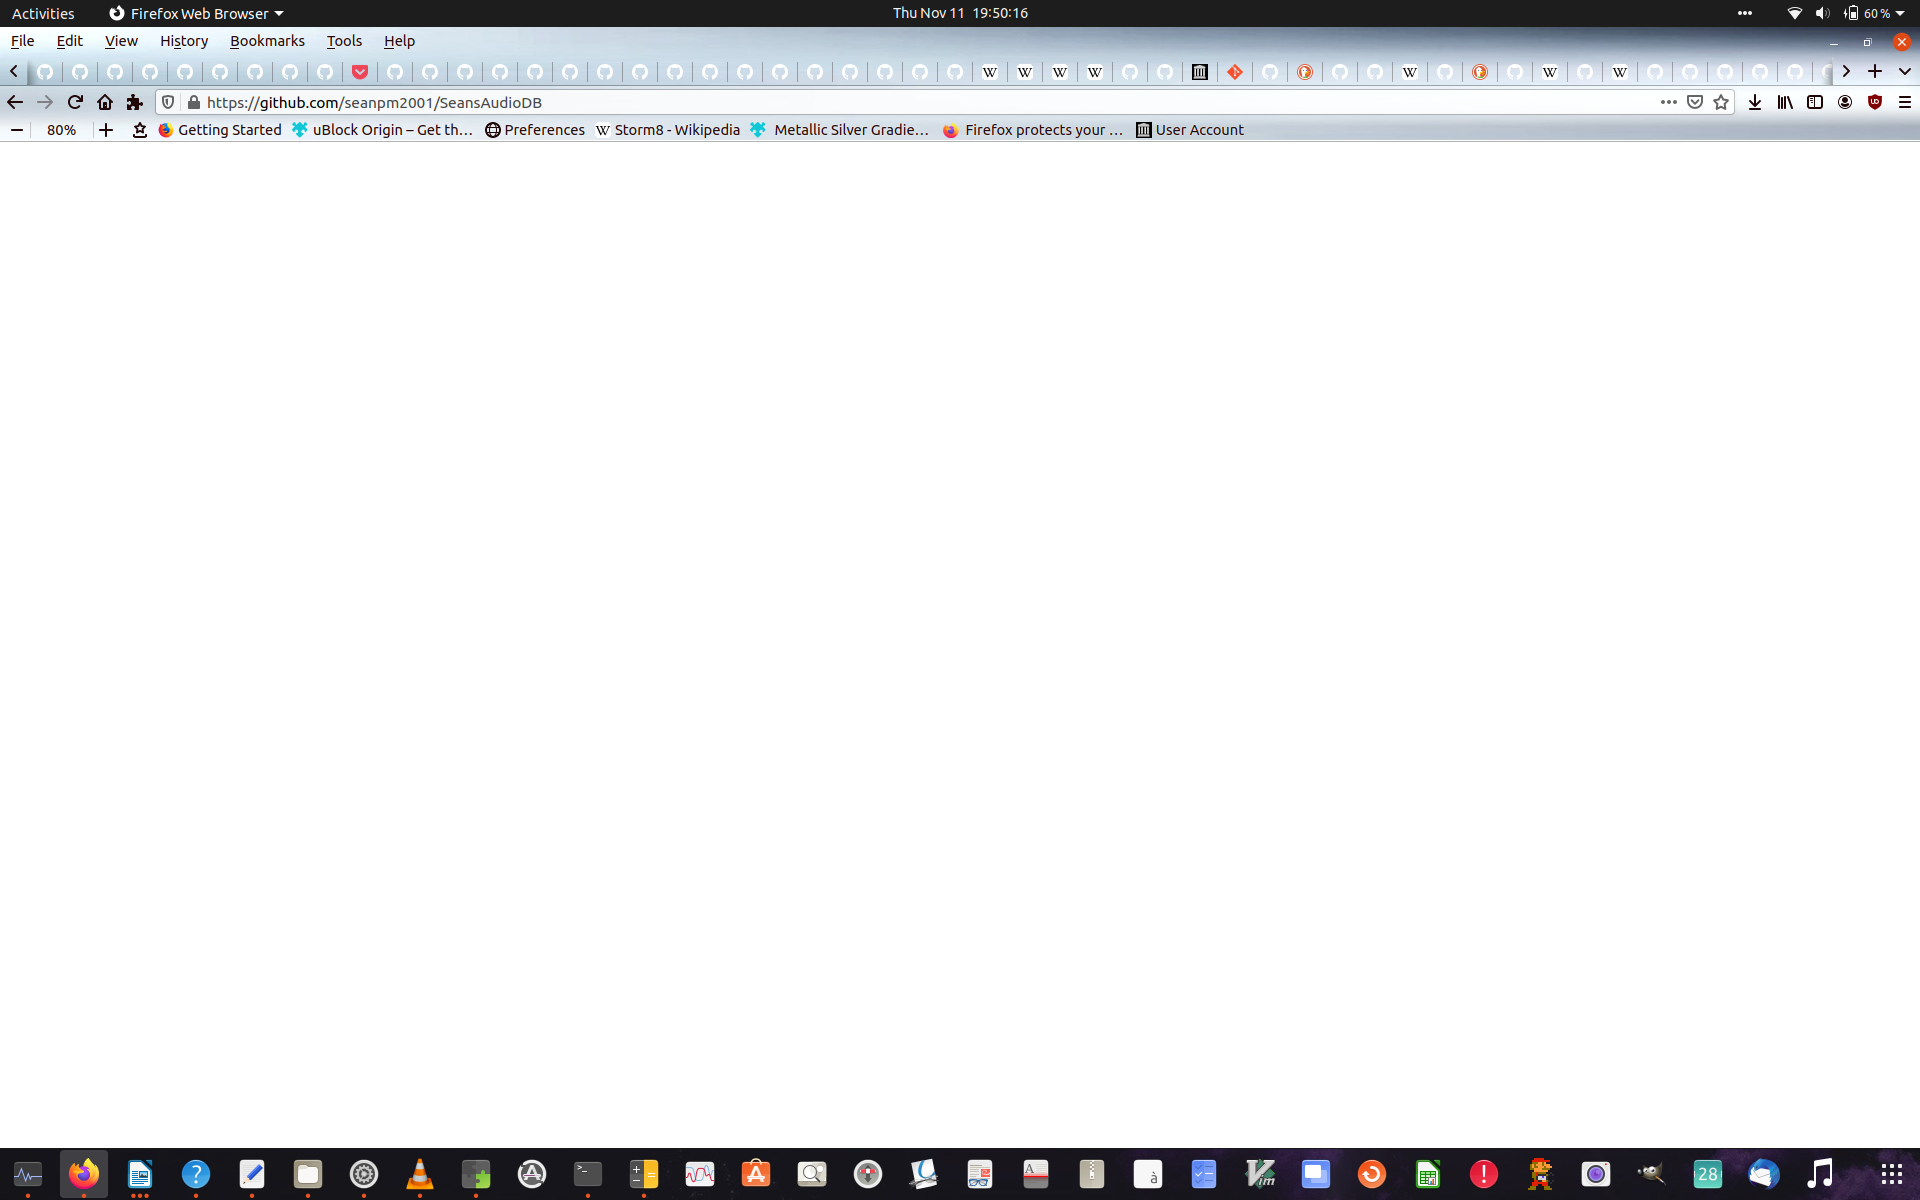 Activities Firefox Web Browser Thu Nov 11 19:50:16 60 %
File Edit View History Bookmarks Tools Help
https://github.com/seanpm2001/SeansAudioDB
80% Getting Started uBlock Origin – Get th… Preferences W Storm8 - Wikipedia Metallic Silver Gradie… Firefox protects your … User Account
28